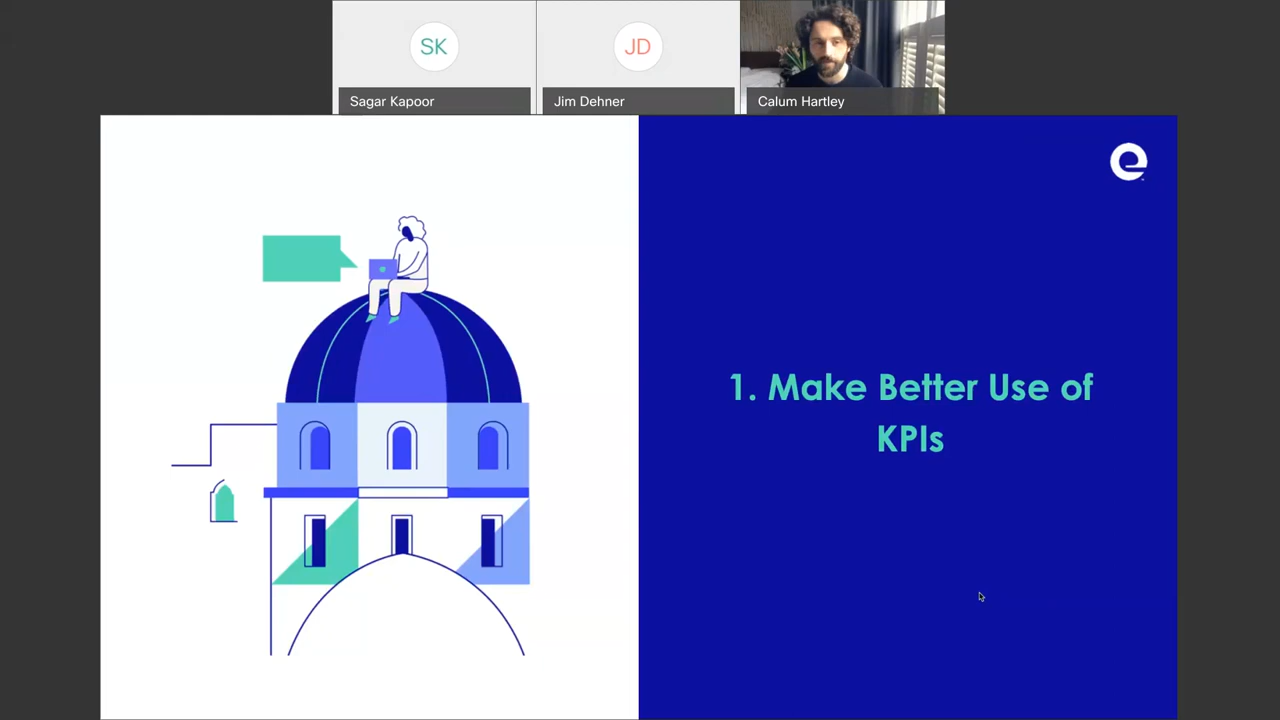 SK
JD
Sagar Kapoor
Jim Dehner
Calum Hartley
e
1. Make Better Use of
KPIs